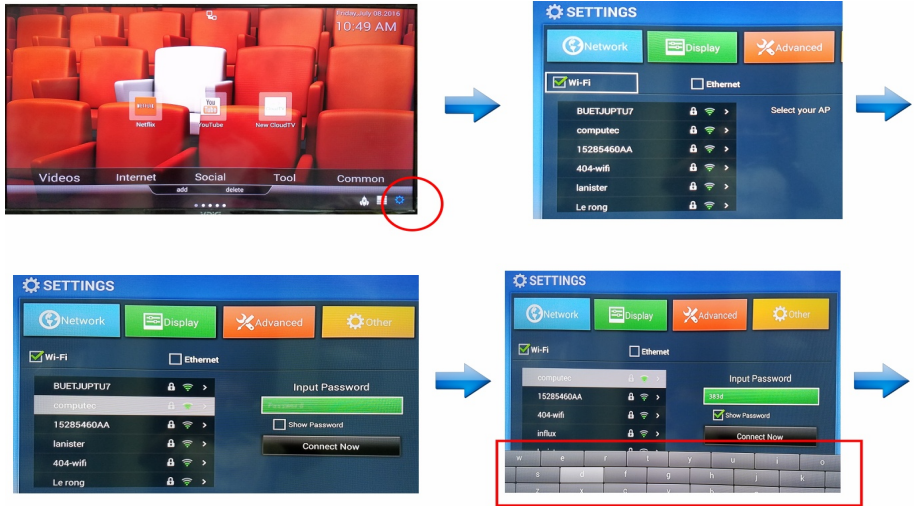 Friday July 08 2016
10:49 AM
Netflix
You
Tube
YouTube
New CloudTV
Videos Internet Social Tool Common
add delete
SETTINGS
Network Display Advanced
Wi-Fi Ethernet
BUETJUPTU7
Select your AP
computec
15285460AA
404-wifi
lanister
Le rong
SETTINGS
Network Display Advanced Other
Wi-Fi Ethernet
BUETJUPTU7
Input Password
computec
Password
15285460AA
Show Password
lanister
Connect Now
404-wifi
Le rong
SETTINGS
Network Display Advanced Other
Wi-Fi Ethernet
computec
Input Password
15285460AA
383d
404-wifi
Show Password
influx
Connect Now
w e r t y u i o
s d f g h j k
z x c v b